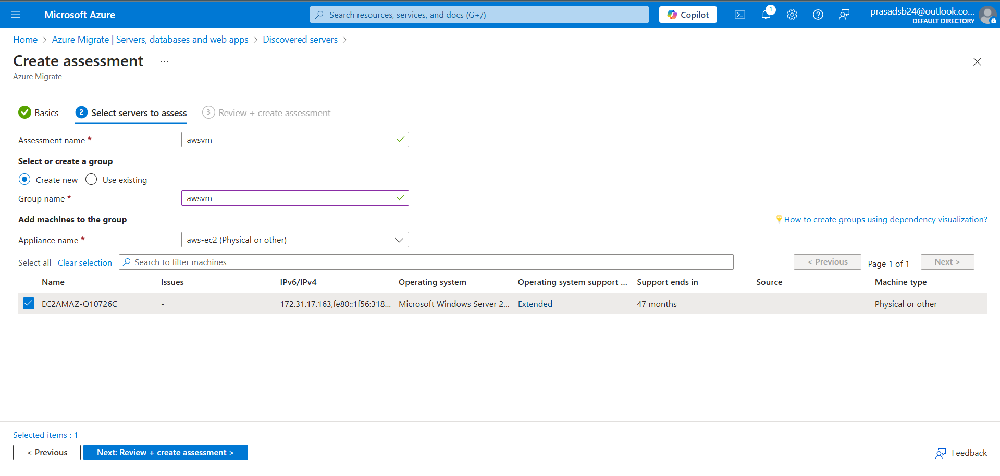 Microsoft Azure
Search resources, services, and docs (G+/)
Copilot
1
prasadsb24@outlook.co...
DEFAULT DIRECTORY
Home > Azure Migrate | Servers, databases and web apps > Discovered servers >
Create assessment ...
Azure Migrate
Basics
2 Select servers to assess
3 Review + create assessment
Assessment name * awsvm
Select or create a group
Create new Use existing
Group name * awsvm
Add machines to the group
How to create groups using dependency visualization?
Appliance name * aws-ec2 (Physical or other)
Select all Clear selection Search to filter machines < Previous Page 1 of 1 Next >
Name Issues IPv6/IPv4 Operating system Operating system support ... Support ends in Source Machine type
EC2AMAZ-Q10726C - 172.31.17.163,fe80::1f56:318... Microsoft Windows Server 2... Extended 47 months Physical or other
Selected items : 1
< Previous Next: Review + create assessment >
Feedback